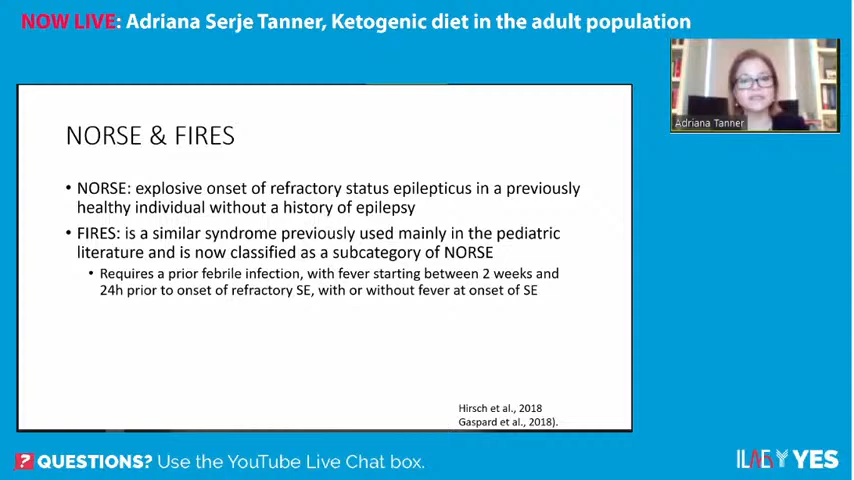 NOW LIVE: Adriana Serje Tanner, Ketogenic diet in the adult population
Adriana Tanner
NORSE & FIRES
• NORSE: explosive onset of refractory status epilepticus in a previously
healthy individual without a history of epilepsy
• FIRES: is a similar syndrome previously used mainly in the pediatric
literature and is now classified as a subcategory of NORSE
• Requires a prior febrile infection, with fever starting between 2 weeks and
24h prior to onset of refractory SE, with or without fever at onset of SE
Hirsch et al., 2018
Gaspard et al., 2018).
? QUESTIONS? Use the YouTube Live Chat box.
ILAE YES